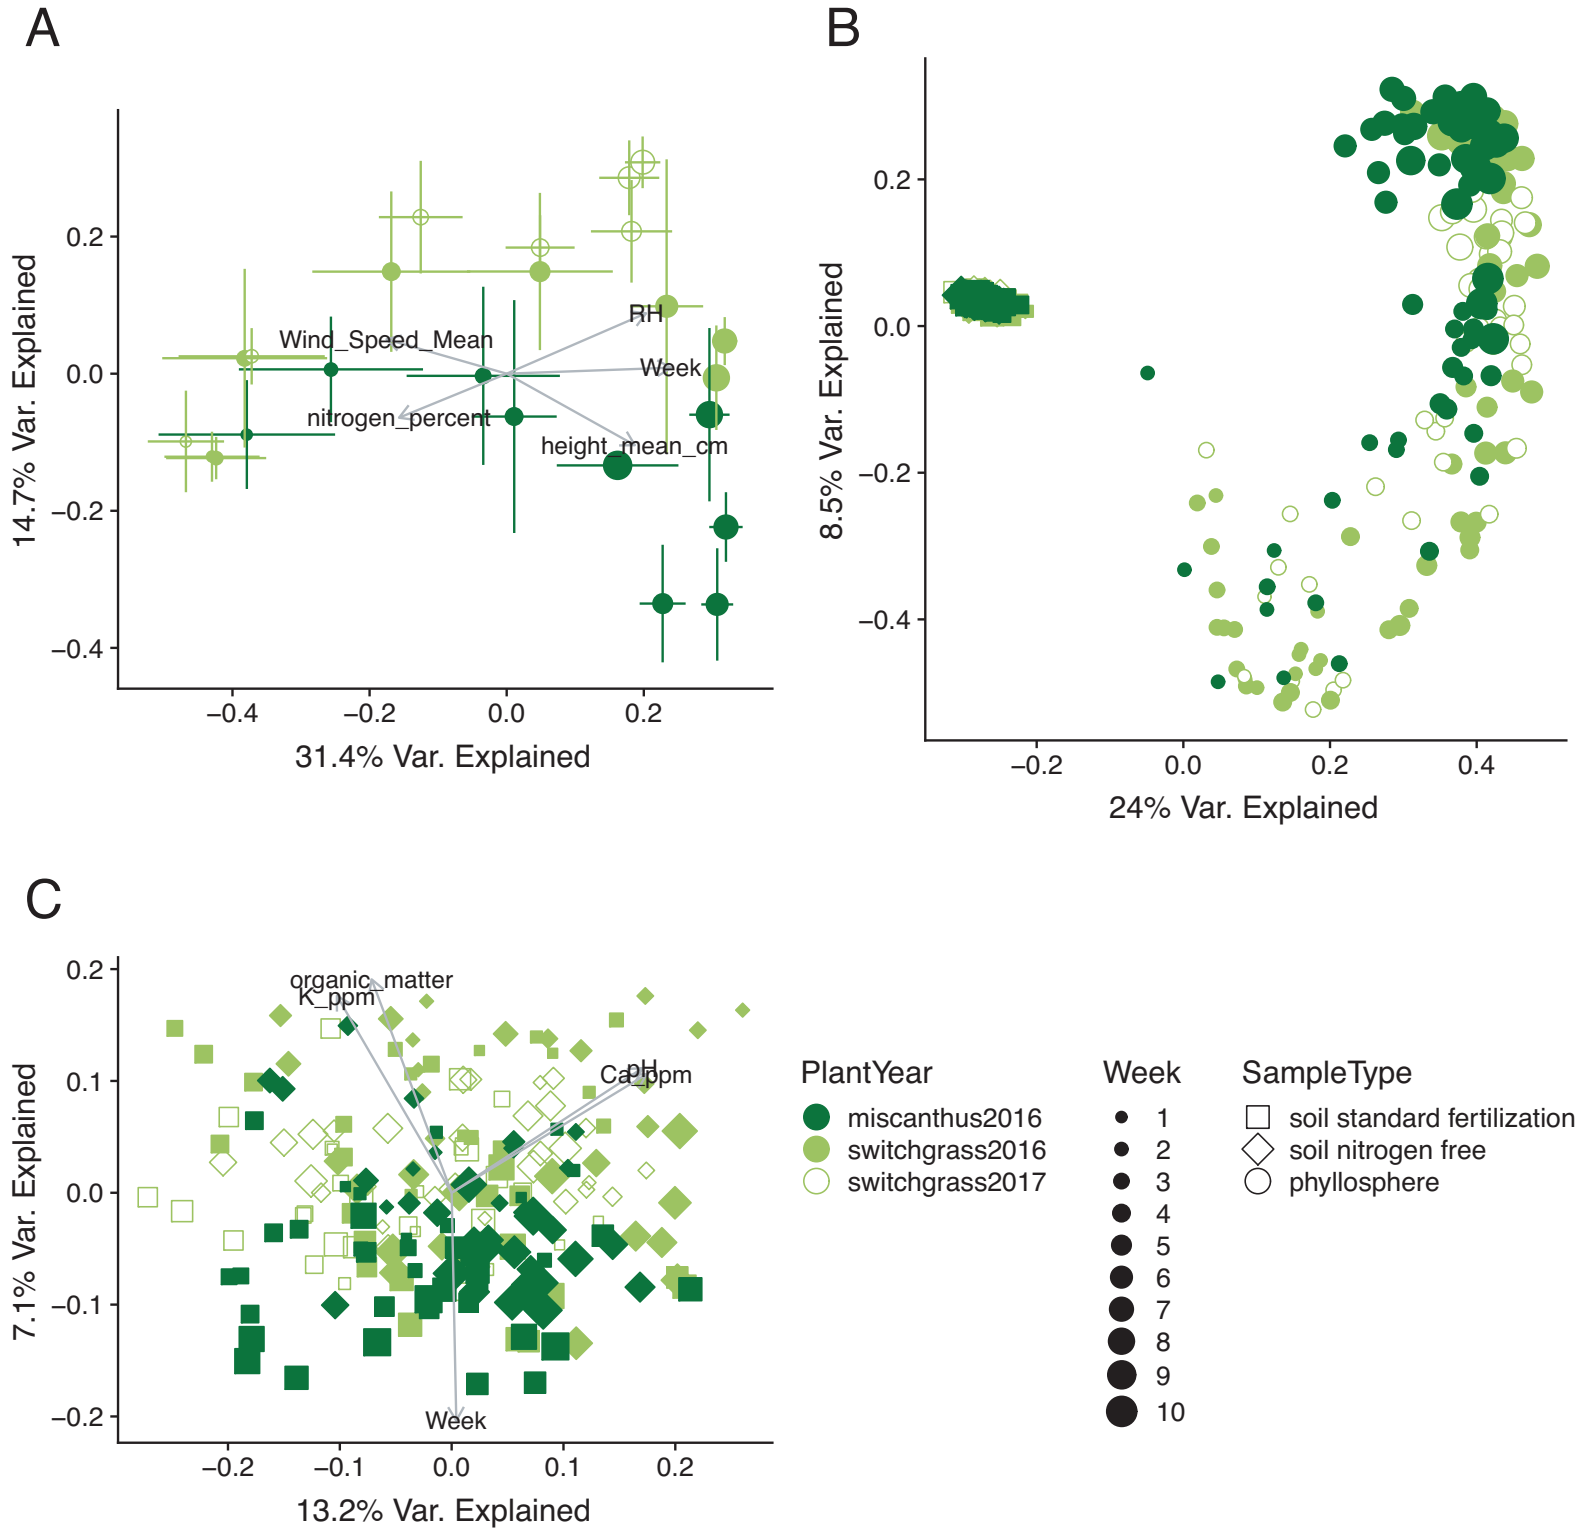 A
14.7% Var. Explained
0.2
0.0
−0.2
−0.4
RH
Wind_Speed_Mean
Week
nitrogen_percent
height_mean_cm
−0.4
−0.2
0.0
0.2
31.4% Var. Explained
B
8.5% Var. Explained
0.2
0.0
−0.2
−0.4
−0.2
0.0
0.2
0.4
24% Var. Explained
C
7.1% Var. Explained
0.2
0.1
0.0
−0.1
−0.2
organic_matter
K_ppm
pH
Ca_ppm
Week
−0.2
−0.1
0.0
0.1
0.2
13.2% Var. Explained
PlantYear
miscanthus2016
switchgrass2016
switchgrass2017
Week
1
2
3
4
5
6
7
8
9
10
SampleType
soil standard fertilization
soil nitrogen free
phyllosphere